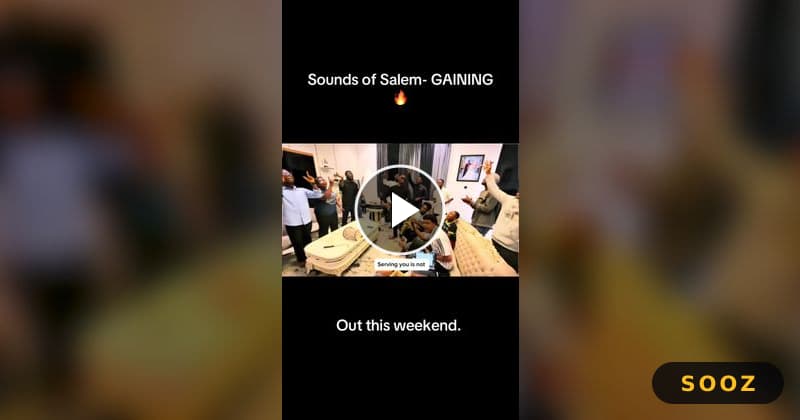 Sounds of Salem- GAINING
🔥
Serving you is not
Out this weekend.
SOOZ